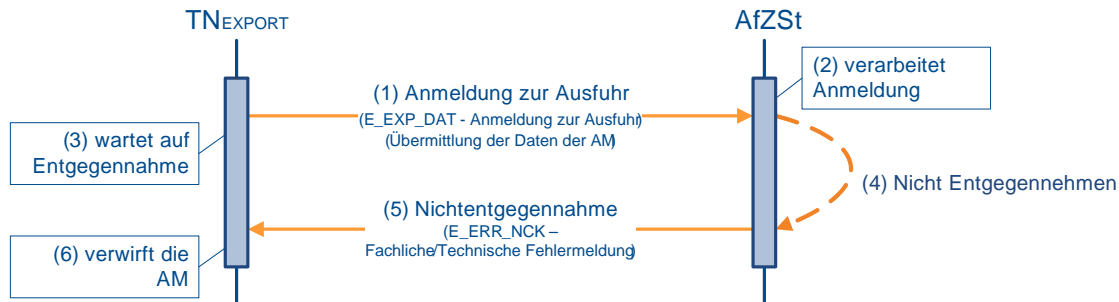 TNEXPORT
AfZSt
(2) verarbeitet
Anmeldung
(1) Anmeldung zur Ausfuhr
(E_EXP_DAT - Anmeldung zur Ausfuhr)
(Übermittlung der Daten der AM)
(3) wartet auf
Entgegennahme
(4) Nicht Entgegennehmen
(5) Nichtentgegennahme
(E_ERR_NCK –
Fachliche/Technische Fehlermeldung)
(6) verwirft die
AM